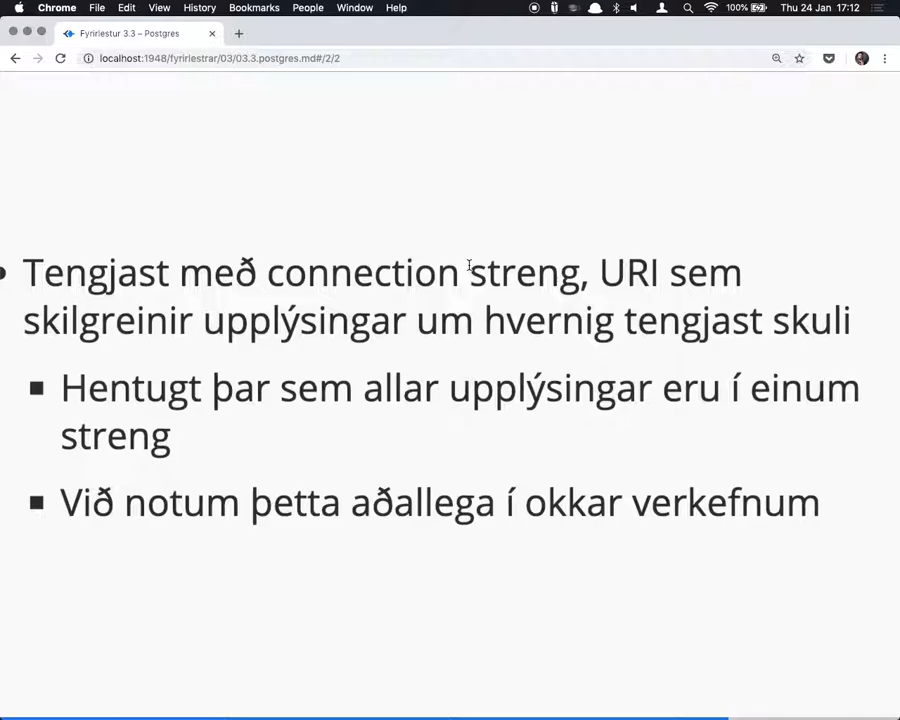 Chrome File Edit View History Bookmarks People Window Help 100% Thu 24 Jan 17:12
Fyrirlestur 3.3 – Postgres
localhost:1948/fyrirlestrar/03/03.3.postgres.md#/2/2
• Tengjast með connection streng, URI sem
skilgreinir upplýsingar um hvernig tengjast skuli
▪ Hentugt þar sem allar upplýsingar eru í einum
streng
▪ Við notum þetta aðallega í okkar verkefnum